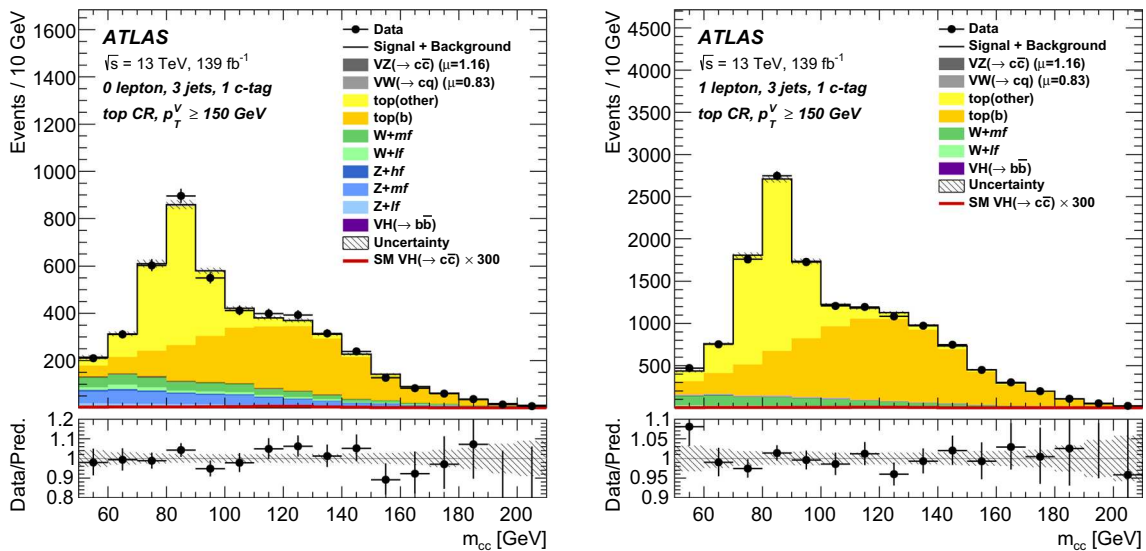 ATLAS
√s = 13 TeV, 139 fb⁻¹
0 lepton, 3 jets, 1 c-tag
top CR, p_T^V ≥ 150 GeV
Data
Signal + Background
VZ(→ cc̄) (μ=1.16)
VW(→ cq) (μ=0.83)
top(other)
top(b)
W+mf
W+lf
Z+hf
Z+mf
Z+lf
VH(→ bb̄)
Uncertainty
SM VH(→ cc̄) × 300
Events / 10 GeV
1600
1400
1200
1000
800
600
400
200
Data/Pred.
1.2
1.1
1
0.9
0.8
60 80 100 120 140 160 180 200
m_cc [GeV]
ATLAS
√s = 13 TeV, 139 fb⁻¹
1 lepton, 3 jets, 1 c-tag
top CR, p_T^V ≥ 150 GeV
Data
Signal + Background
VZ(→ cc̄) (μ=1.16)
VW(→ cq) (μ=0.83)
top(other)
top(b)
W+mf
W+lf
VH(→ bb̄)
Uncertainty
SM VH(→ cc̄) × 300
Events / 10 GeV
4500
4000
3500
3000
2500
2000
1500
1000
500
Data/Pred.
1.1
1.05
1
0.95
0.9
60 80 100 120 140 160 180 200
m_cc [GeV]